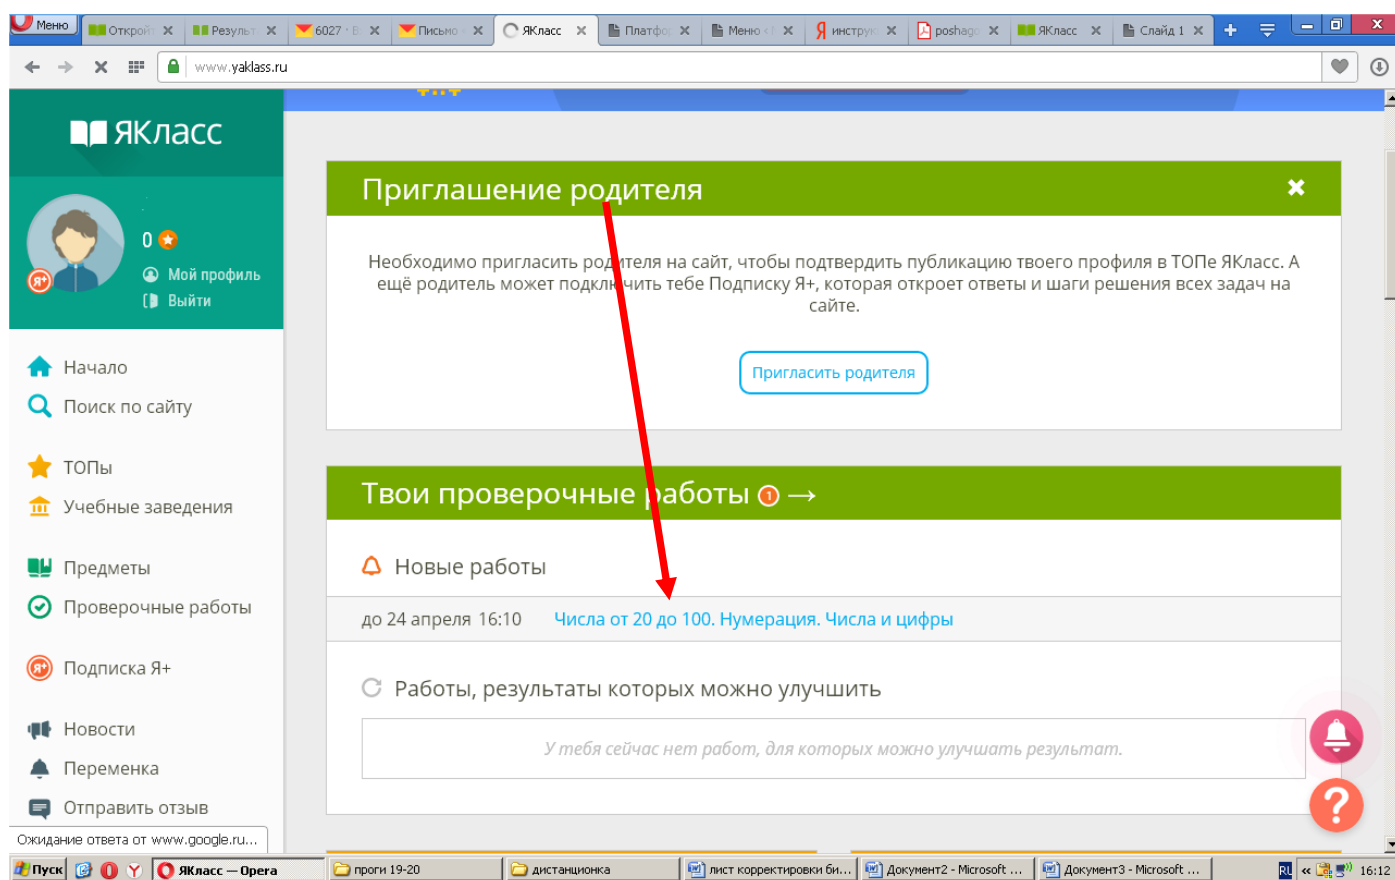 Меню
Открой
Результ
6027 · В
Письмо
ЯКласс
Платфо
Меню
инструк
poshago
ЯКласс
Слайд 1
www.yaklass.ru
ЯКласс
0
Мой профиль
Выйти
Я+
Начало
Поиск по сайту
ТОПы
Учебные заведения
Предметы
Проверочные работы
Я+
Подписка Я+
Новости
Переменка
Отправить отзыв
Ожидание ответа от www.google.ru...
Приглашение родителя
Необходимо пригласить родителя на сайт, чтобы подтвердить публикацию твоего профиля в ТОПе ЯКласс. А
ещё родитель может подключить тебе Подписку Я+, которая откроет ответы и шаги решения всех задач на
сайте.
Пригласить родителя
Твои проверочные работы 1 →
Новые работы
до 24 апреля 16:10 Числа от 20 до 100. Нумерация. Числа и цифры
Работы, результаты которых можно улучшить
У тебя сейчас нет работ, для которых можно улучшать результат.
?
Пуск
ЯКласс — Opera
проги 19-20
дистанционка
лист корректировки би...
Документ2 - Microsoft ...
Документ3 - Microsoft ...
RU
16:12